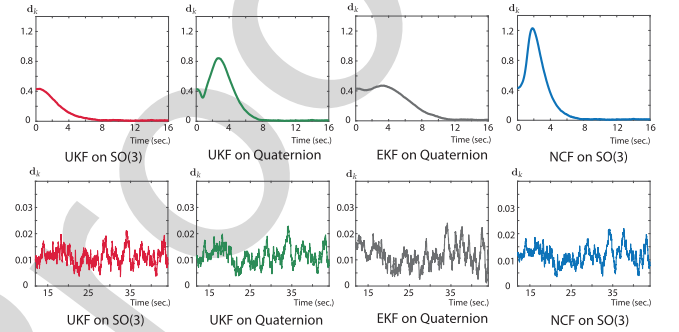 d_k d_k d_k d_k
1.2 1.2 1.2 1.2
0.8 0.8 0.8 0.8
0.4 0.4 0.4 0.4
0 0 0 0
0 4 8 12 16 0 4 8 12 16 0 4 8 12 16 0 4 8 12 16
Time (sec.) Time (sec.) Time (sec.) Time (sec.)
UKF on SO(3) UKF on Quaternion EKF on Quaternion NCF on SO(3)
d_k d_k d_k d_k
0.03 0.03 0.03 0.03
0.02 0.02 0.02 0.02
0.01 0.01 0.01 0.01
0 0 0 0
15 25 35 15 25 35 15 25 35 15 25 35
Time (sec.) Time (sec.) Time (sec.) Time (sec.)
UKF on SO(3) UKF on Quaternion EKF on Quaternion NCF on SO(3)